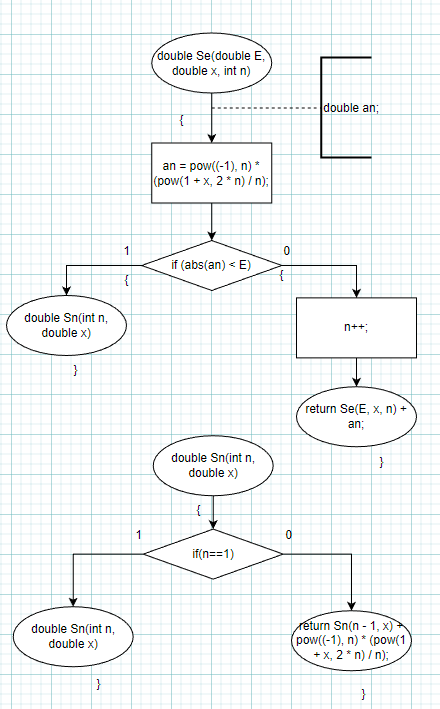 double Se(double E,
double x, int n)
double an;
{
an = pow((-1), n) *
(pow(1 + x, 2 * n) / n);
1
0
if (abs(an) < E)
{
{
double Sn(int n,
double x)
n++;
}
return Se(E, x, n) +
an;
}
double Sn(int n,
double x)
{
1
0
if(n==1)
double Sn(int n,
double x)
return Sn(n - 1, x) +
pow((-1), n) * (pow(1
+ x, 2 * n) / n);
}
}